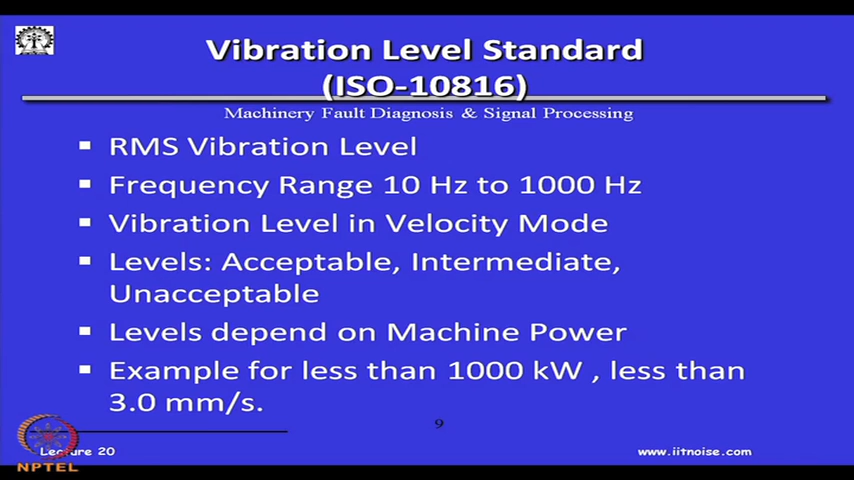 Vibration Level Standard
(ISO-10816)
Machinery Fault Diagnosis & Signal Processing
▪ RMS Vibration Level
▪ Frequency Range 10 Hz to 1000 Hz
▪ Vibration Level in Velocity Mode
▪ Levels: Acceptable, Intermediate,
Unacceptable
▪ Levels depend on Machine Power
▪ Example for less than 1000 kW , less than
3.0 mm/s.
9
Lecture 20
www.iitnoise.com
NPTEL